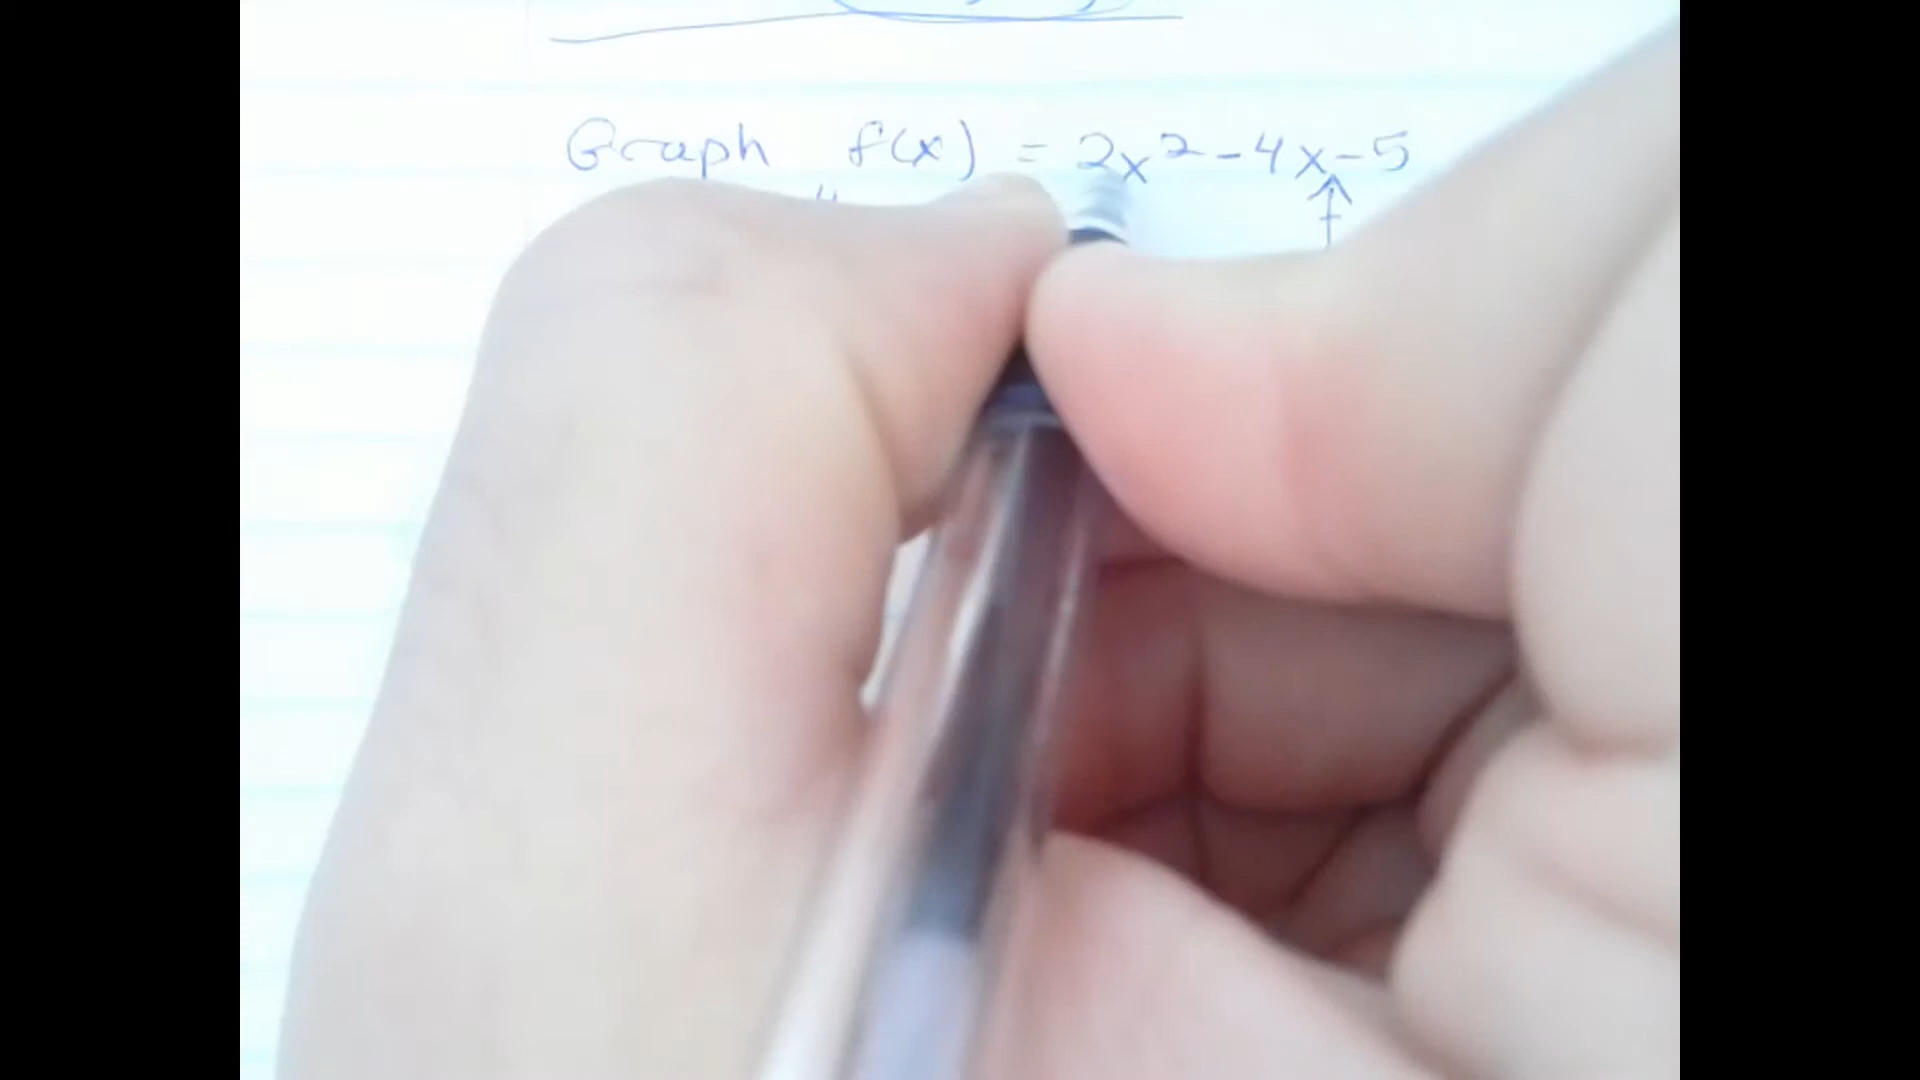 Graph f(x) = 2x² - 4x - 5